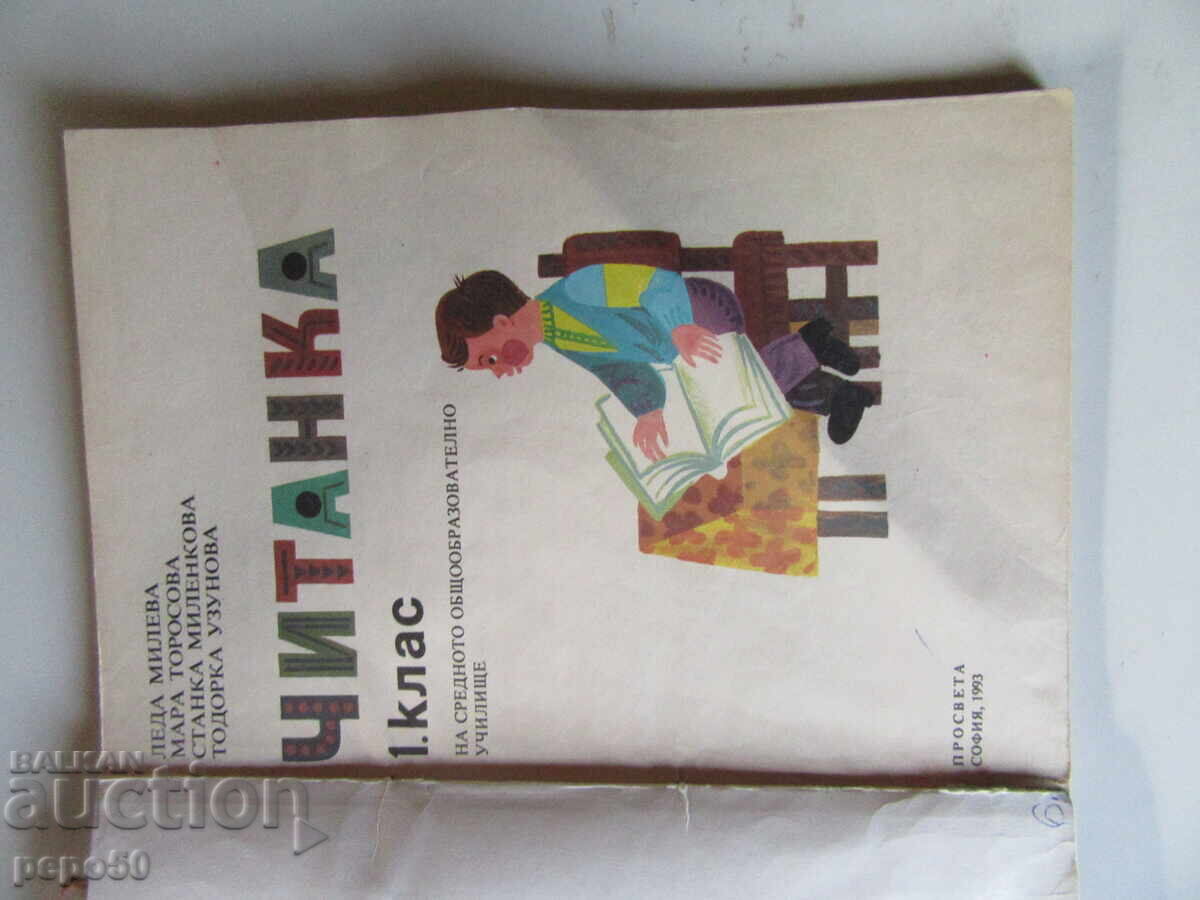 ЛЕДА МИЛЕВА
МАРА ТОРОСОВА
СТАНКА МИЛЕНКОВА
ТОДОРКА УЗУНОВА
ЧИТАНКА
1. клас
НА СРЕДНОТО ОБЩООБРАЗОВАТЕЛНО
УЧИЛИЩЕ
ПРОСВЕТА
СОФИЯ, 1993
BALKAN
auction
pepo50